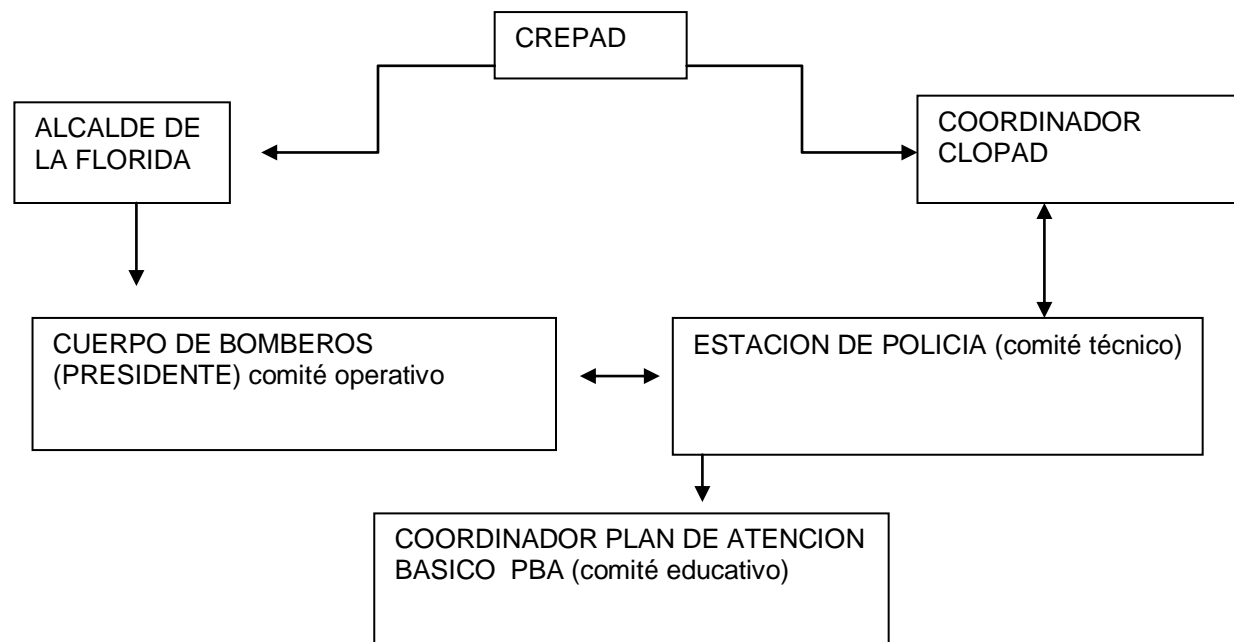 CREPAD
ALCALDE DE
LA FLORIDA
COORDINADOR
CLOPAD
CUERPO DE BOMBEROS
(PRESIDENTE) comité operativo
ESTACION DE POLICIA (comité técnico)
COORDINADOR PLAN DE ATENCION
BASICO PBA (comité educativo)